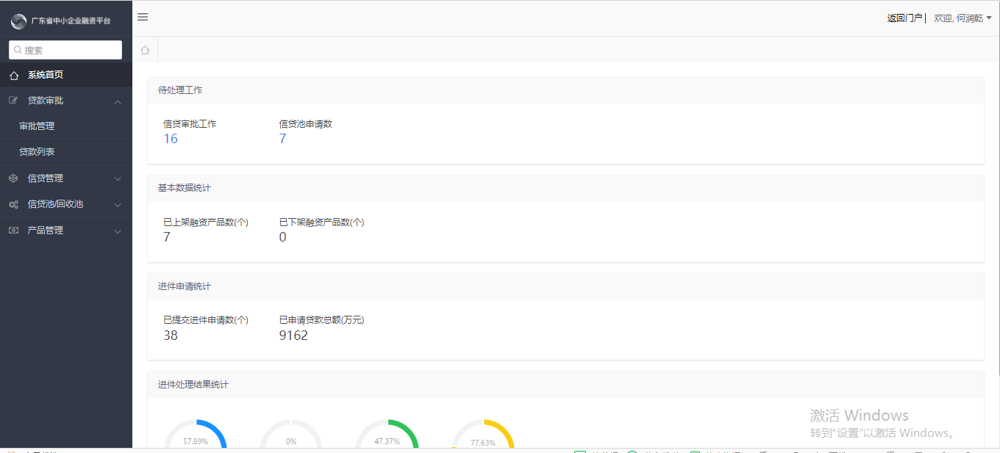 广东省中小企业融资平台
返回门户| 欢迎, 何润乾
搜索
系统首页
贷款审批
审批管理
贷款列表
信贷管理
信贷池/回收池
产品管理
待处理工作
信贷审批工作 信贷池申请数
16 7
基本数据统计
已上架融资产品数(个) 已下架融资产品数(个)
7 0
进件申请统计
已提交进件申请数(个) 已申请贷款总额(万元)
38 9162
进件处理结果统计
57.89% 0% 47.37% 77.63%
激活 Windows
转到“设置”以激活 Windows。